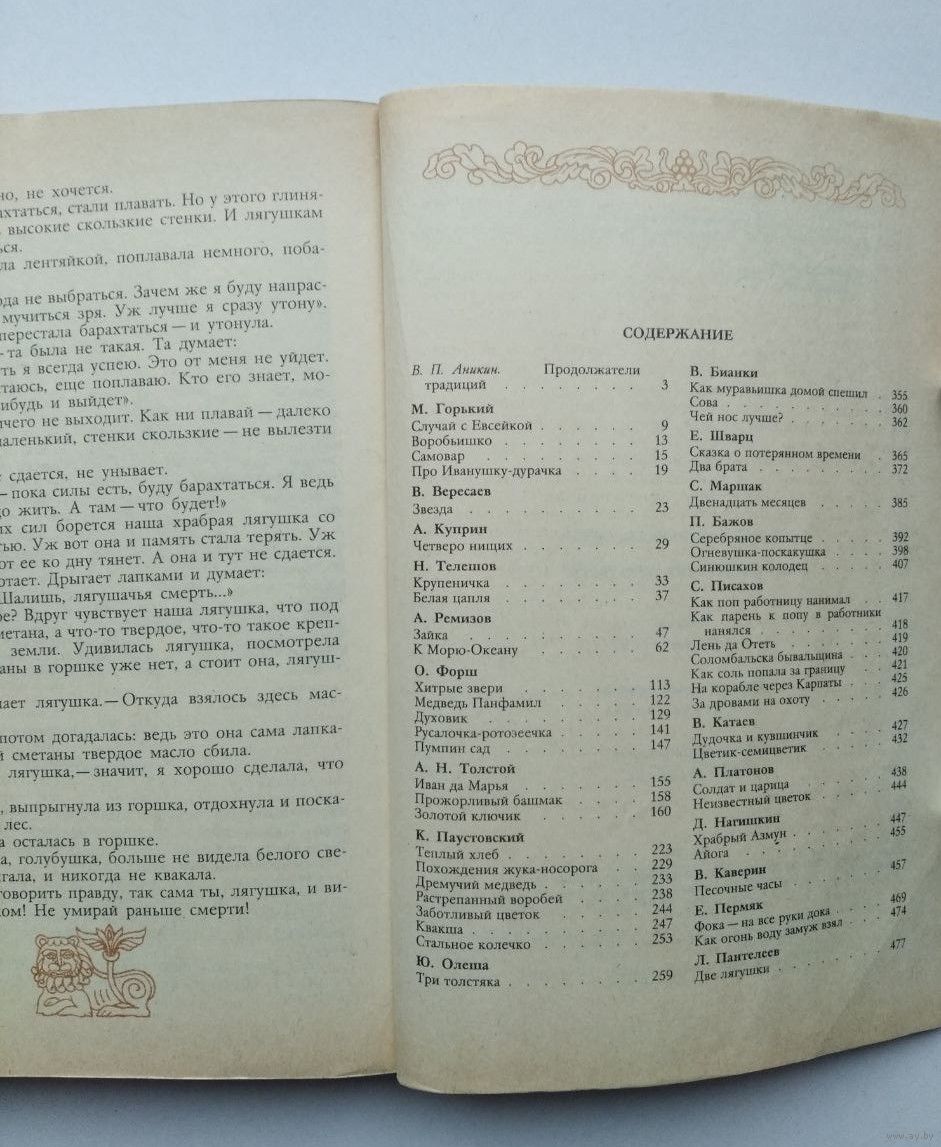 но, не хочется.
хтаться, стали плавать. Но у этого глиня-
высокие скользкие стенки. И лягушкам
ься.
ла лентяйкой, поплавала немного, поба-
да не выбраться. Зачем же я буду напрас-
мучиться зря. Уж лучше я сразу утону».
перестала барахтаться — и утонула.
— та была не такая. Та думает:
ть я всегда успею. Это от меня не уйдет.
таюсь, еще поплаваю. Кто его знает, мо-
ибудь и выйдет».
чего не выходит. Как ни плавай — далеко
аленький, стенки скользкие — не вылезти
сдается, не унывает.
— пока силы есть, буду барахтаться. Я ведь
до жить. А там — что будет!»
их сил борется наша храбрая лягушка со
тью. Уж вот она и память стала терять. Уж
от ее ко дну тянет. А она и тут не сдается.
отает. Дрыгает лапками и думает:
Шалишь, лягушачья смерть...»
е? Вдруг чувствует наша лягушка, что под
метана, а что-то твердое, что-то такое креп-
земли. Удивилась лягушка, посмотрела
аны в горшке уже нет, а стоит она, лягуш-
ает лягушка. — Откуда взялось здесь мас-
потом догадалась: ведь это она сама лапка-
й сметаны твердое масло сбила.
лягушка, — значит, я хорошо сделала, что
, выпрыгнула из горшка, отдохнула и поска-
лес.
а осталась в горшке.
а, голубушка, больше не видела белого све-
гала, и никогда не квакала.
говорить правду, так сама ты, лягушка, и ви-
ом! Не умирай раньше смерти!
СОДЕРЖАНИЕ
В. П. Аникин. Продолжатели
традиций . . . . . . . 3
М. Горький
Случай с Евсейкой . . . . . . 9
Воробьишко . . . . . . . 13
Самовар . . . . . . . 15
Про Иванушку-дурачка . . . . . 19
В. Вересаев
Звезда . . . . . . . . 23
А. Куприн
Четверо нищих . . . . . . 29
Н. Телешов
Крупеничка . . . . . . . 33
Белая цапля . . . . . . . 37
А. Ремизов
Зайка . . . . . . . . 47
К Морю-Океану . . . . . . 62
О. Форш
Хитрые звери . . . . . . 113
Медведь Панфамил . . . . . 122
Духовик . . . . . . . 129
Русалочка-ротозеечка . . . . . 141
Пумпин сад . . . . . . . 147
А. Н. Толстой
Иван да Марья . . . . . . 155
Прожорливый башмак . . . . 158
Золотой ключик . . . . . . 160
К. Паустовский
Теплый хлеб . . . . . . . 223
Похождения жука-носорога . . . 229
Дремучий медведь . . . . . 233
Растрепанный воробей . . . . 238
Заботливый цветок . . . . . 244
Квакша . . . . . . . . 247
Стальное колечко . . . . . . 253
Ю. Олеша
Три толстяка . . . . . . . 259
В. Бианки
Как муравьишка домой спешил . 355
Сова . . . . . . . . 360
Чей нос лучше? . . . . . . 362
Е. Шварц
Сказка о потерянном времени . 365
Два брата . . . . . . . 372
С. Маршак
Двенадцать месяцев . . . . . 385
П. Бажов
Серебряное копытце . . . . . 392
Огневушка-поскакушка . . . . 398
Синюшкин колодец . . . . . 407
С. Писахов
Как поп работницу нанимал . . 417
Как парень к попу в работники
нанялся . . . . . . . 418
Лень да Отеть . . . . . . 419
Соломбальска бывальщина . . . 420
Как соль попала за границу . . 421
На корабле через Карпаты . . . 425
За дровами на охоту . . . . . 426
В. Катаев
Дудочка и кувшинчик . . . . 427
Цветик-семицветик . . . . . 432
А. Платонов
Солдат и царица . . . . . . 438
Неизвестный цветок . . . . . 444
Д. Нагишкин
Храбрый Азмун . . . . . . 447
Айога . . . . . . . . 455
В. Каверин
Песочные часы . . . . . . 457
Е. Пермяк
Фока — на все руки дока . . . 469
Как огонь воду замуж взял . . 474
Л. Пантелеев
Две лягушки . . . . . . . 477
www.ay.by